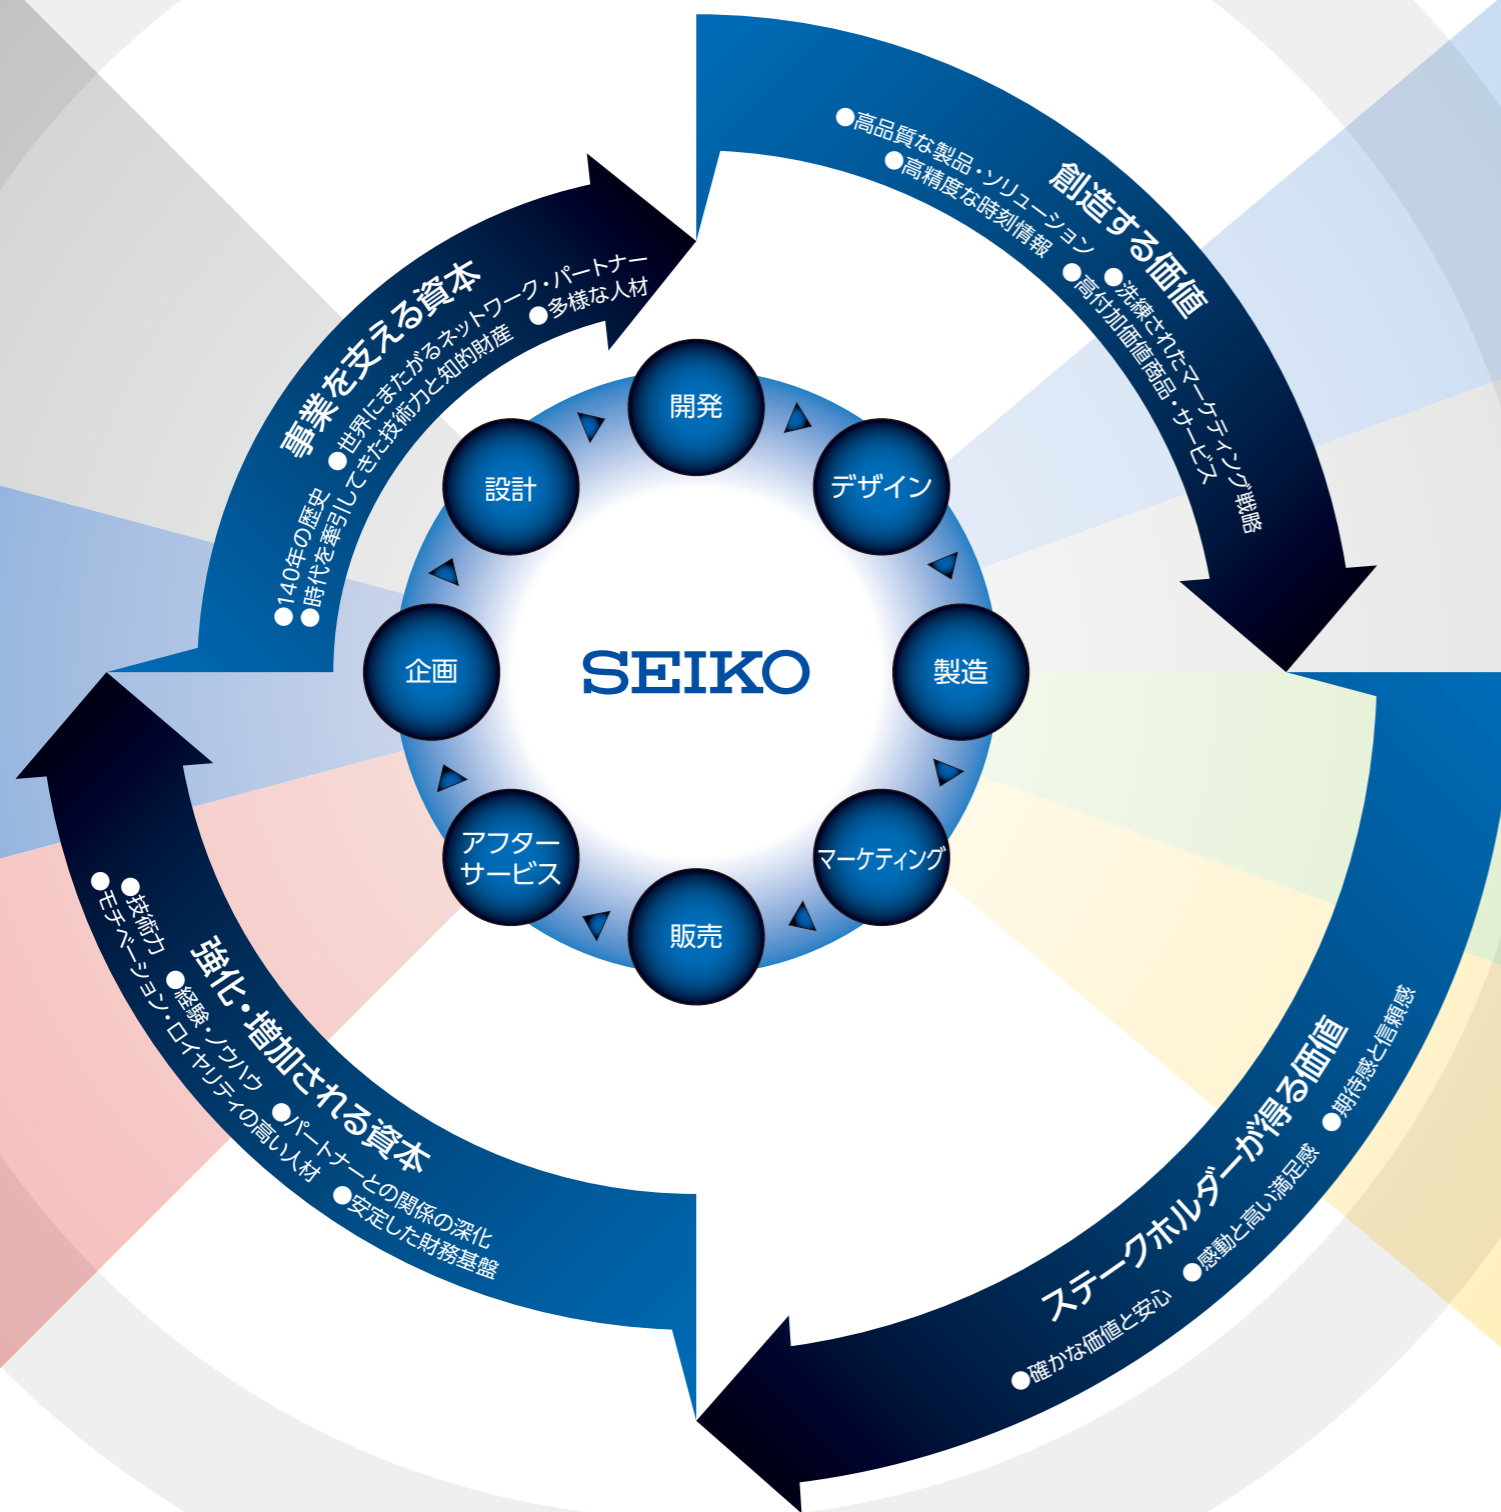 事業を支える資本
●140年の歴史 ●世界にまたがるネットワーク・パートナー
●時代を牽引してきた技術力と知的財産 ●多様な人材
創造する価値
●高品質な製品・ソリューション ●洗練されたマーケティング戦略
●高精度な時刻情報 ●高付加価値商品・サービス
ステークホルダーが得る価値
●確かな価値と安心 ●感動と高い満足感 ●期待感と信頼感
強化・増加される資本
●技術力 ●経験・ノウハウ ●パートナーとの関係の深化
●モチベーション・ロイヤリティの高い人材 ●安定した財務基盤
開発
デザイン
製造
マーケティング
販売
アフター
サービス
企画
設計
SEIKO